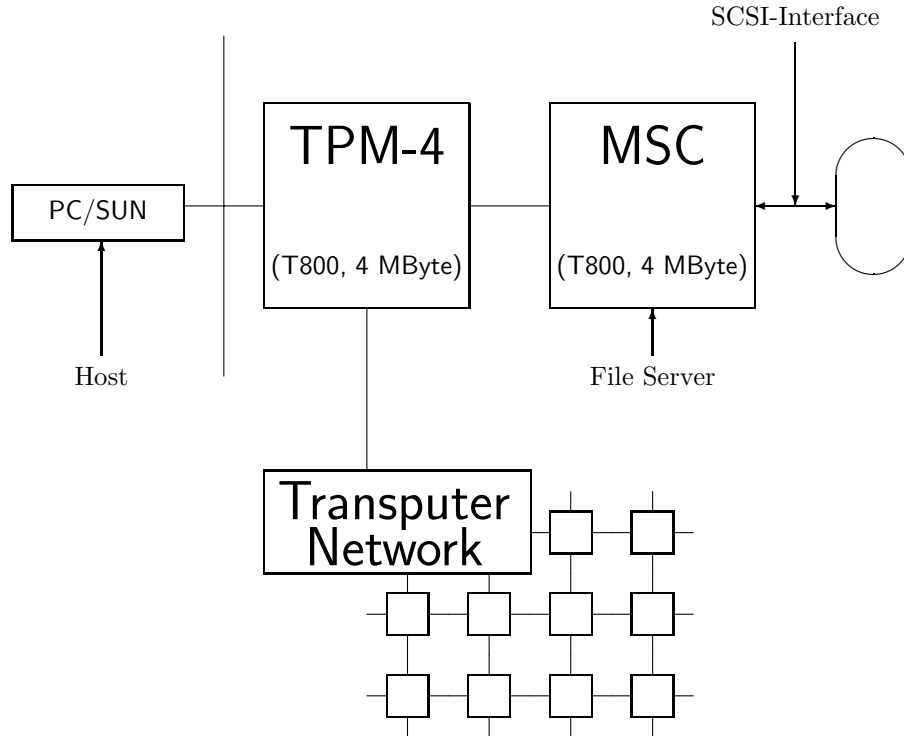 SCSI-Interface
TPM-4
MSC
PC/SUN
(T800, 4 MByte)
(T800, 4 MByte)
Host
File Server
Transputer
Network